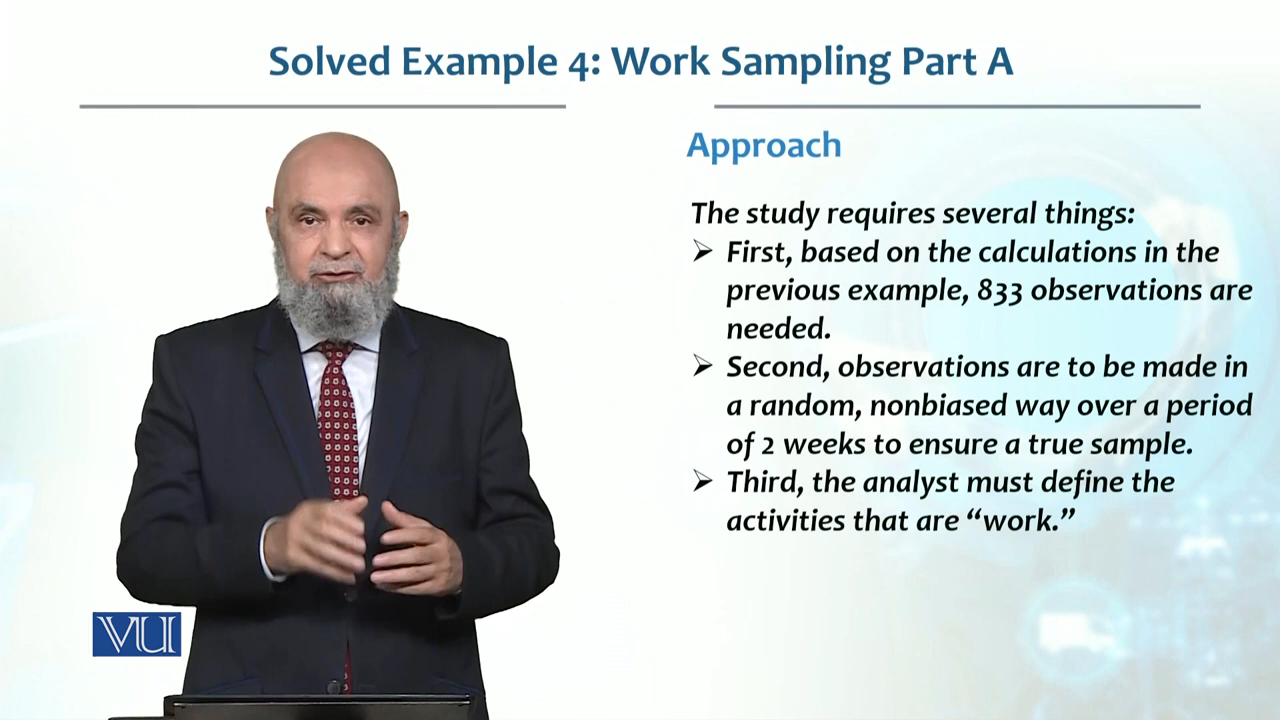 Solved Example 4: Work Sampling Part A
Approach
The study requires several things:
➢ First, based on the calculations in the
previous example, 833 observations are
needed.
➢ Second, observations are to be made in
a random, nonbiased way over a period
of 2 weeks to ensure a true sample.
➢ Third, the analyst must define the
activities that are “work.”
VU